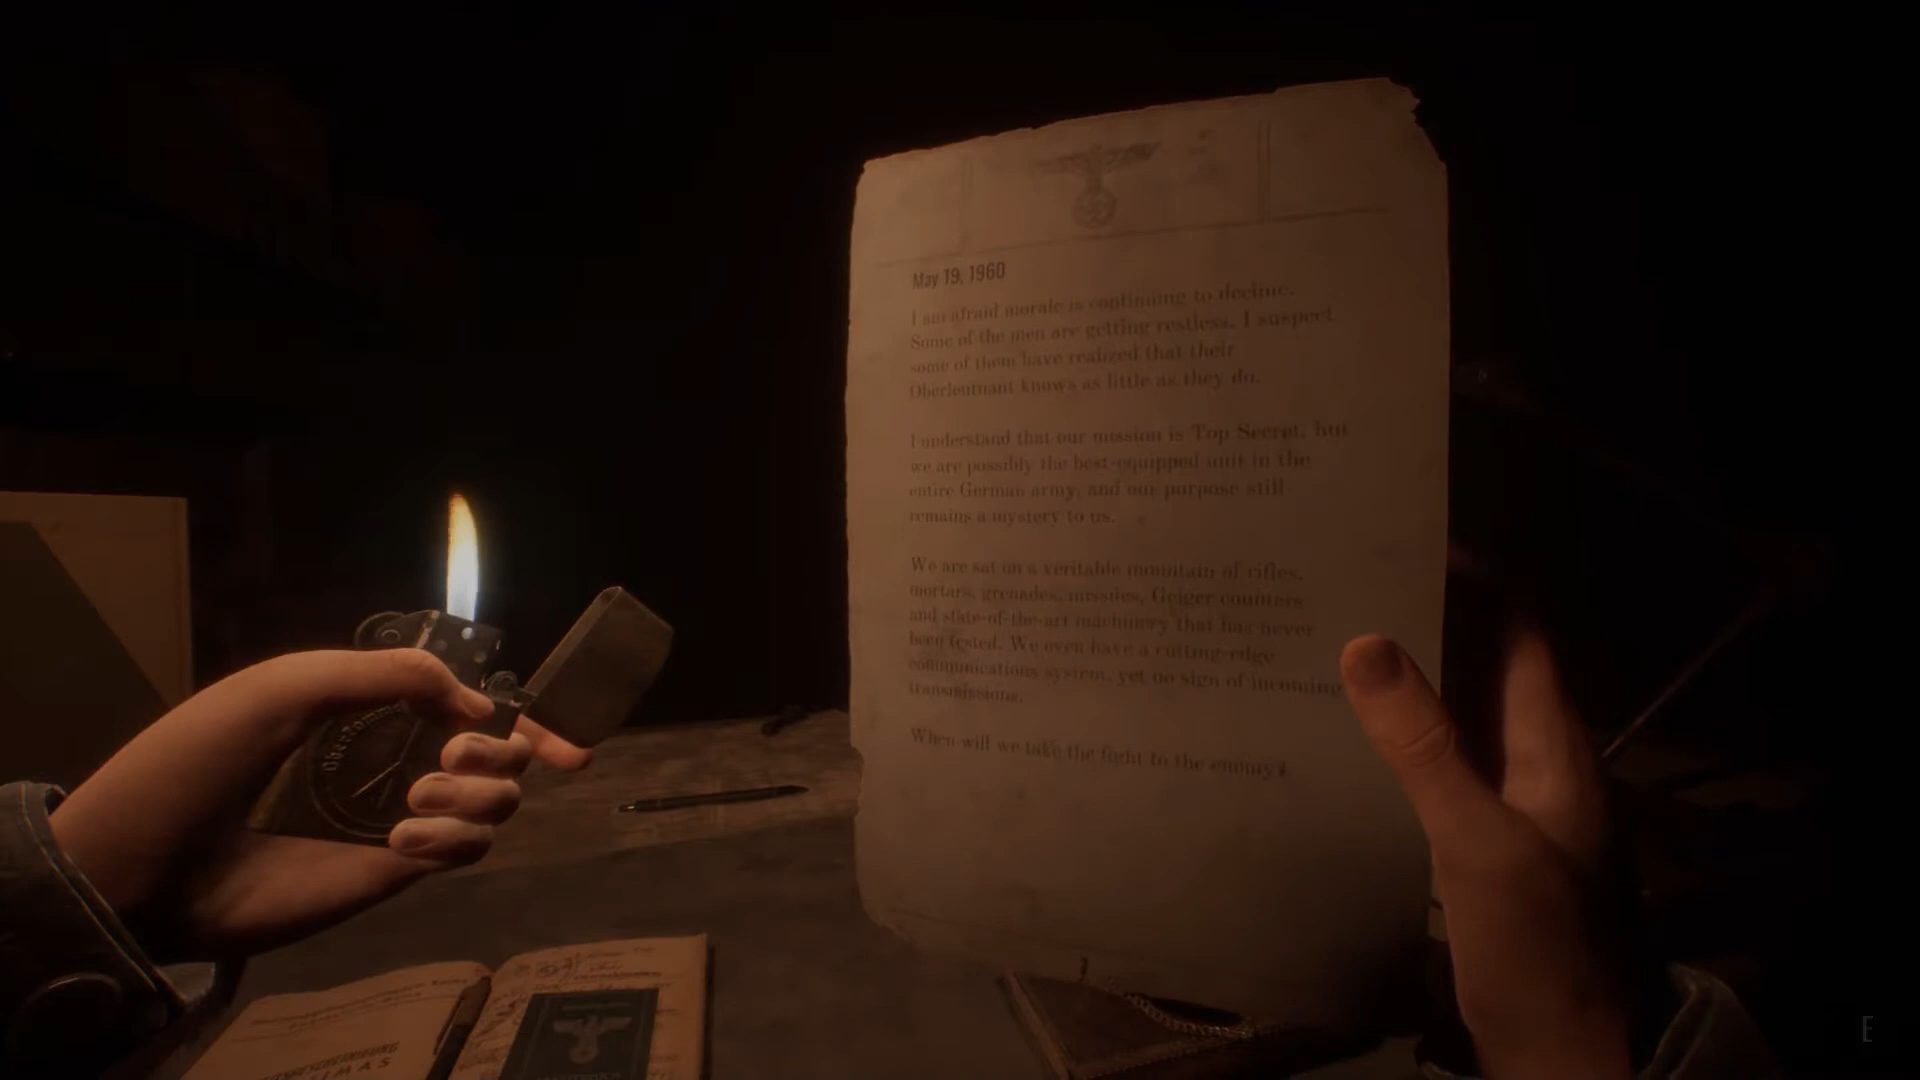 May 19, 1960
I am afraid morale is continuing to decline.
Some of the men are getting restless. I suspect
some of them have realized that their
Oberleutnant knows as little as they do.
I understand that our mission is Top Secret, but
we are possibly the best-equipped unit in the
entire German army, and our purpose still
remains a mystery to us.
We are sat on a veritable mountain of rifles,
mortars, grenades, missiles, Geiger counters
and state-of-the-art machinery that has never
been tested. We even have a cutting-edge
communications system, yet no sign of incoming
transmissions.
When will we take the fight to the enemy?
E